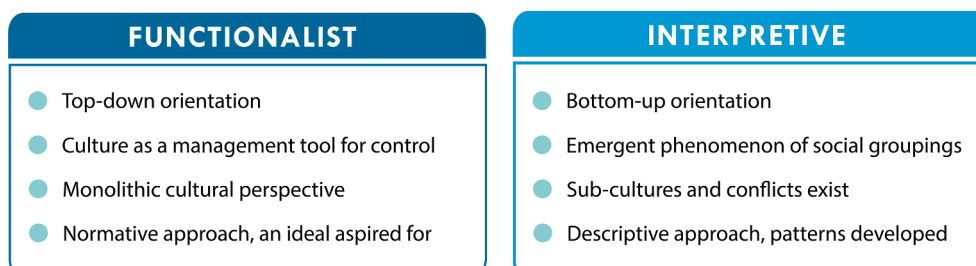 FUNCTIONALIST
Top-down orientation
Culture as a management tool for control
Monolithic cultural perspective
Normative approach, an ideal aspired for
INTERPRETIVE
Bottom-up orientation
Emergent phenomenon of social groupings
Sub-cultures and conflicts exist
Descriptive approach, patterns developed